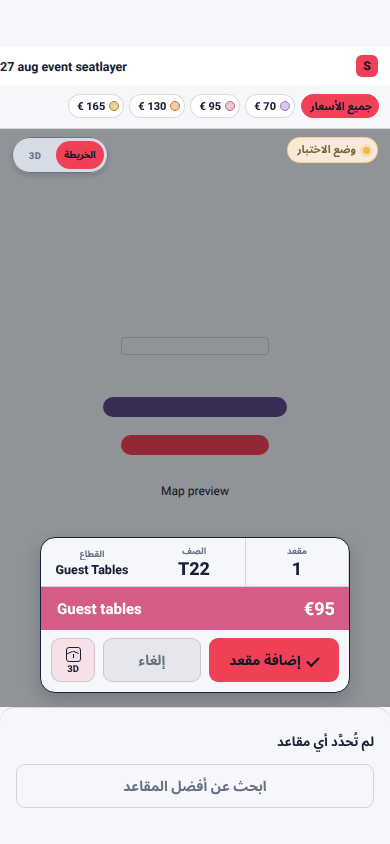 27 aug event seatlayer
S
جميع الأسعار
€ 70
€ 95
€ 130
€ 165
وضع الاختبار
الخريطة
3D
Map preview
مقعد
1
الصف
T22
القطاع
Guest Tables
Guest tables
€95
إضافة مقعد
إلغاء
3D
لم تُحدَّد أي مقاعد
ابحث عن أفضل المقاعد